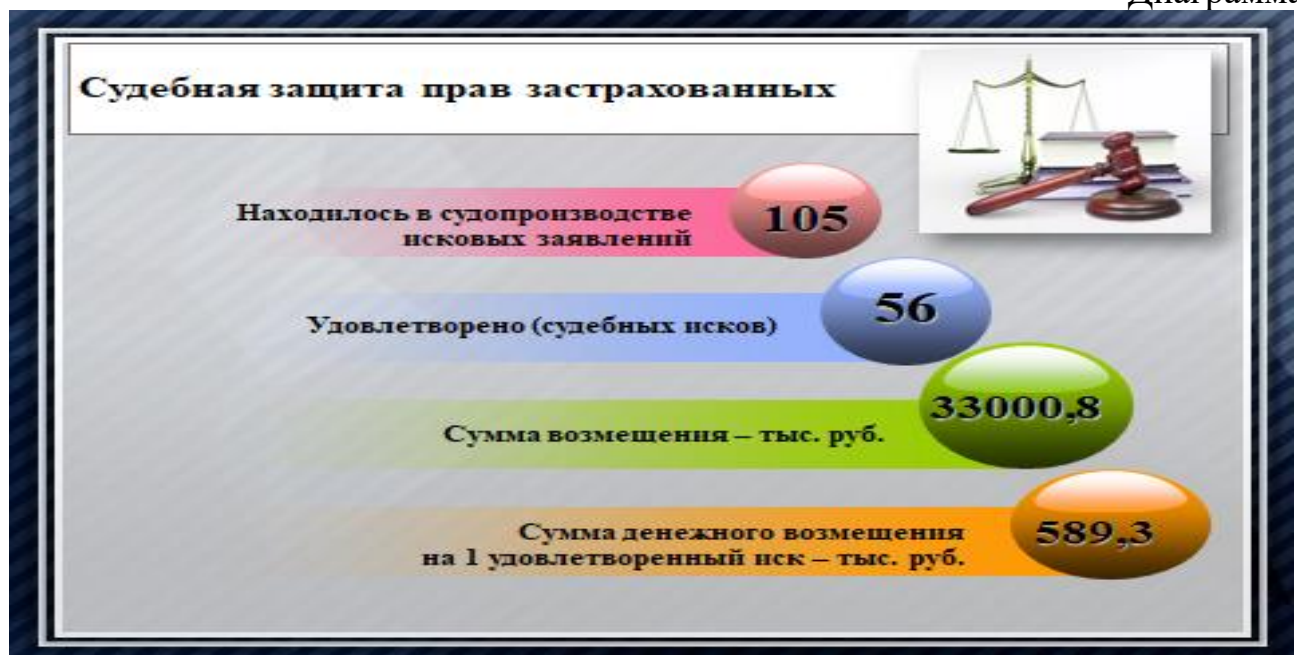 Диаграмма
Судебная защита прав застрахованных
Находилось в судопроизводстве
исковых заявлений
105
Удовлетворено (судебных исков)
56
Сумма возмещения – тыс. руб.
33000,8
Сумма денежного возмещения
на 1 удовлетворенный иск – тыс. руб.
589,3